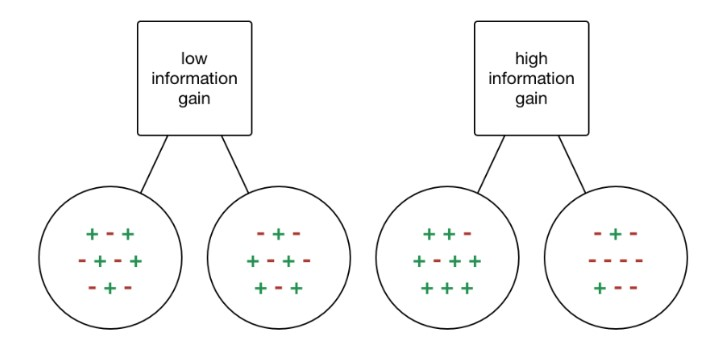 low
information
gain
high
information
gain
+ - +
- + - +
- + -
- + -
+ - + -
+ - +
+ + -
+ - + +
+ + +
- + -
- - - -
+ - -